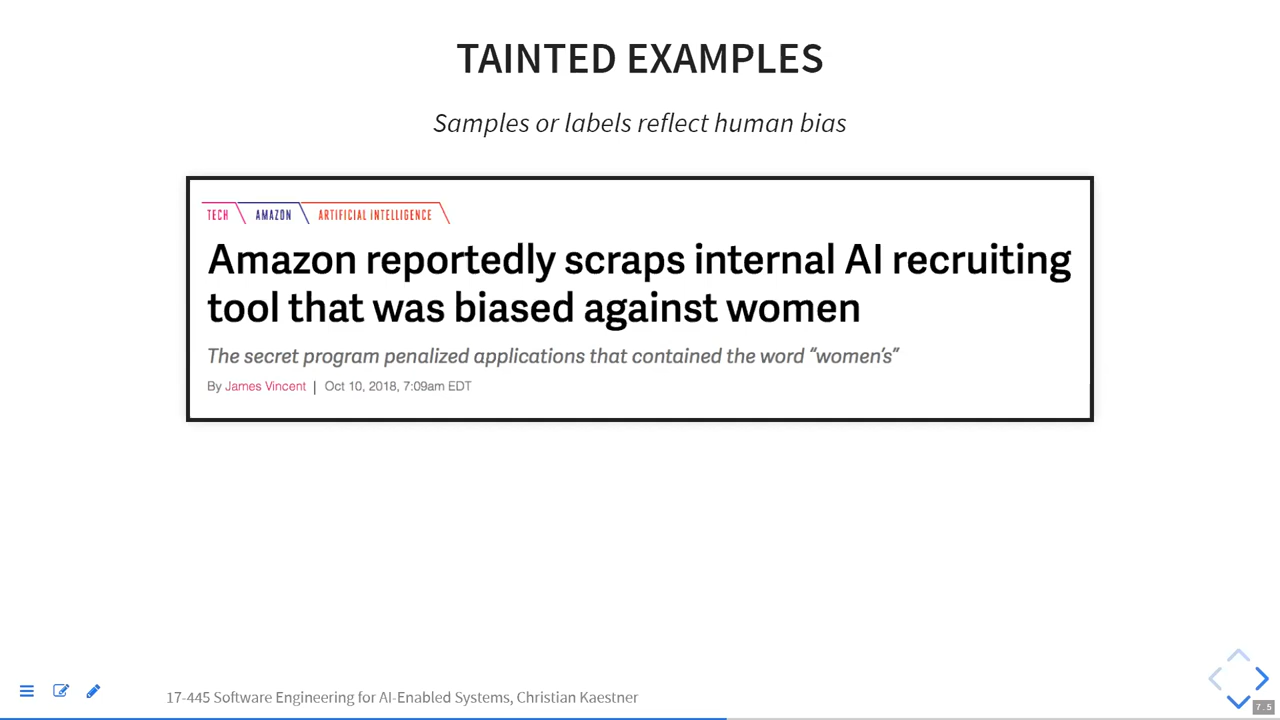 TAINTED EXAMPLES
Samples or labels reflect human bias
TECH AMAZON ARTIFICIAL INTELLIGENCE
Amazon reportedly scraps internal AI recruiting
tool that was biased against women
The secret program penalized applications that contained the word “women’s”
By James Vincent | Oct 10, 2018, 7:09am EDT
17-445 Software Engineering for AI-Enabled Systems, Christian Kaestner
7.5